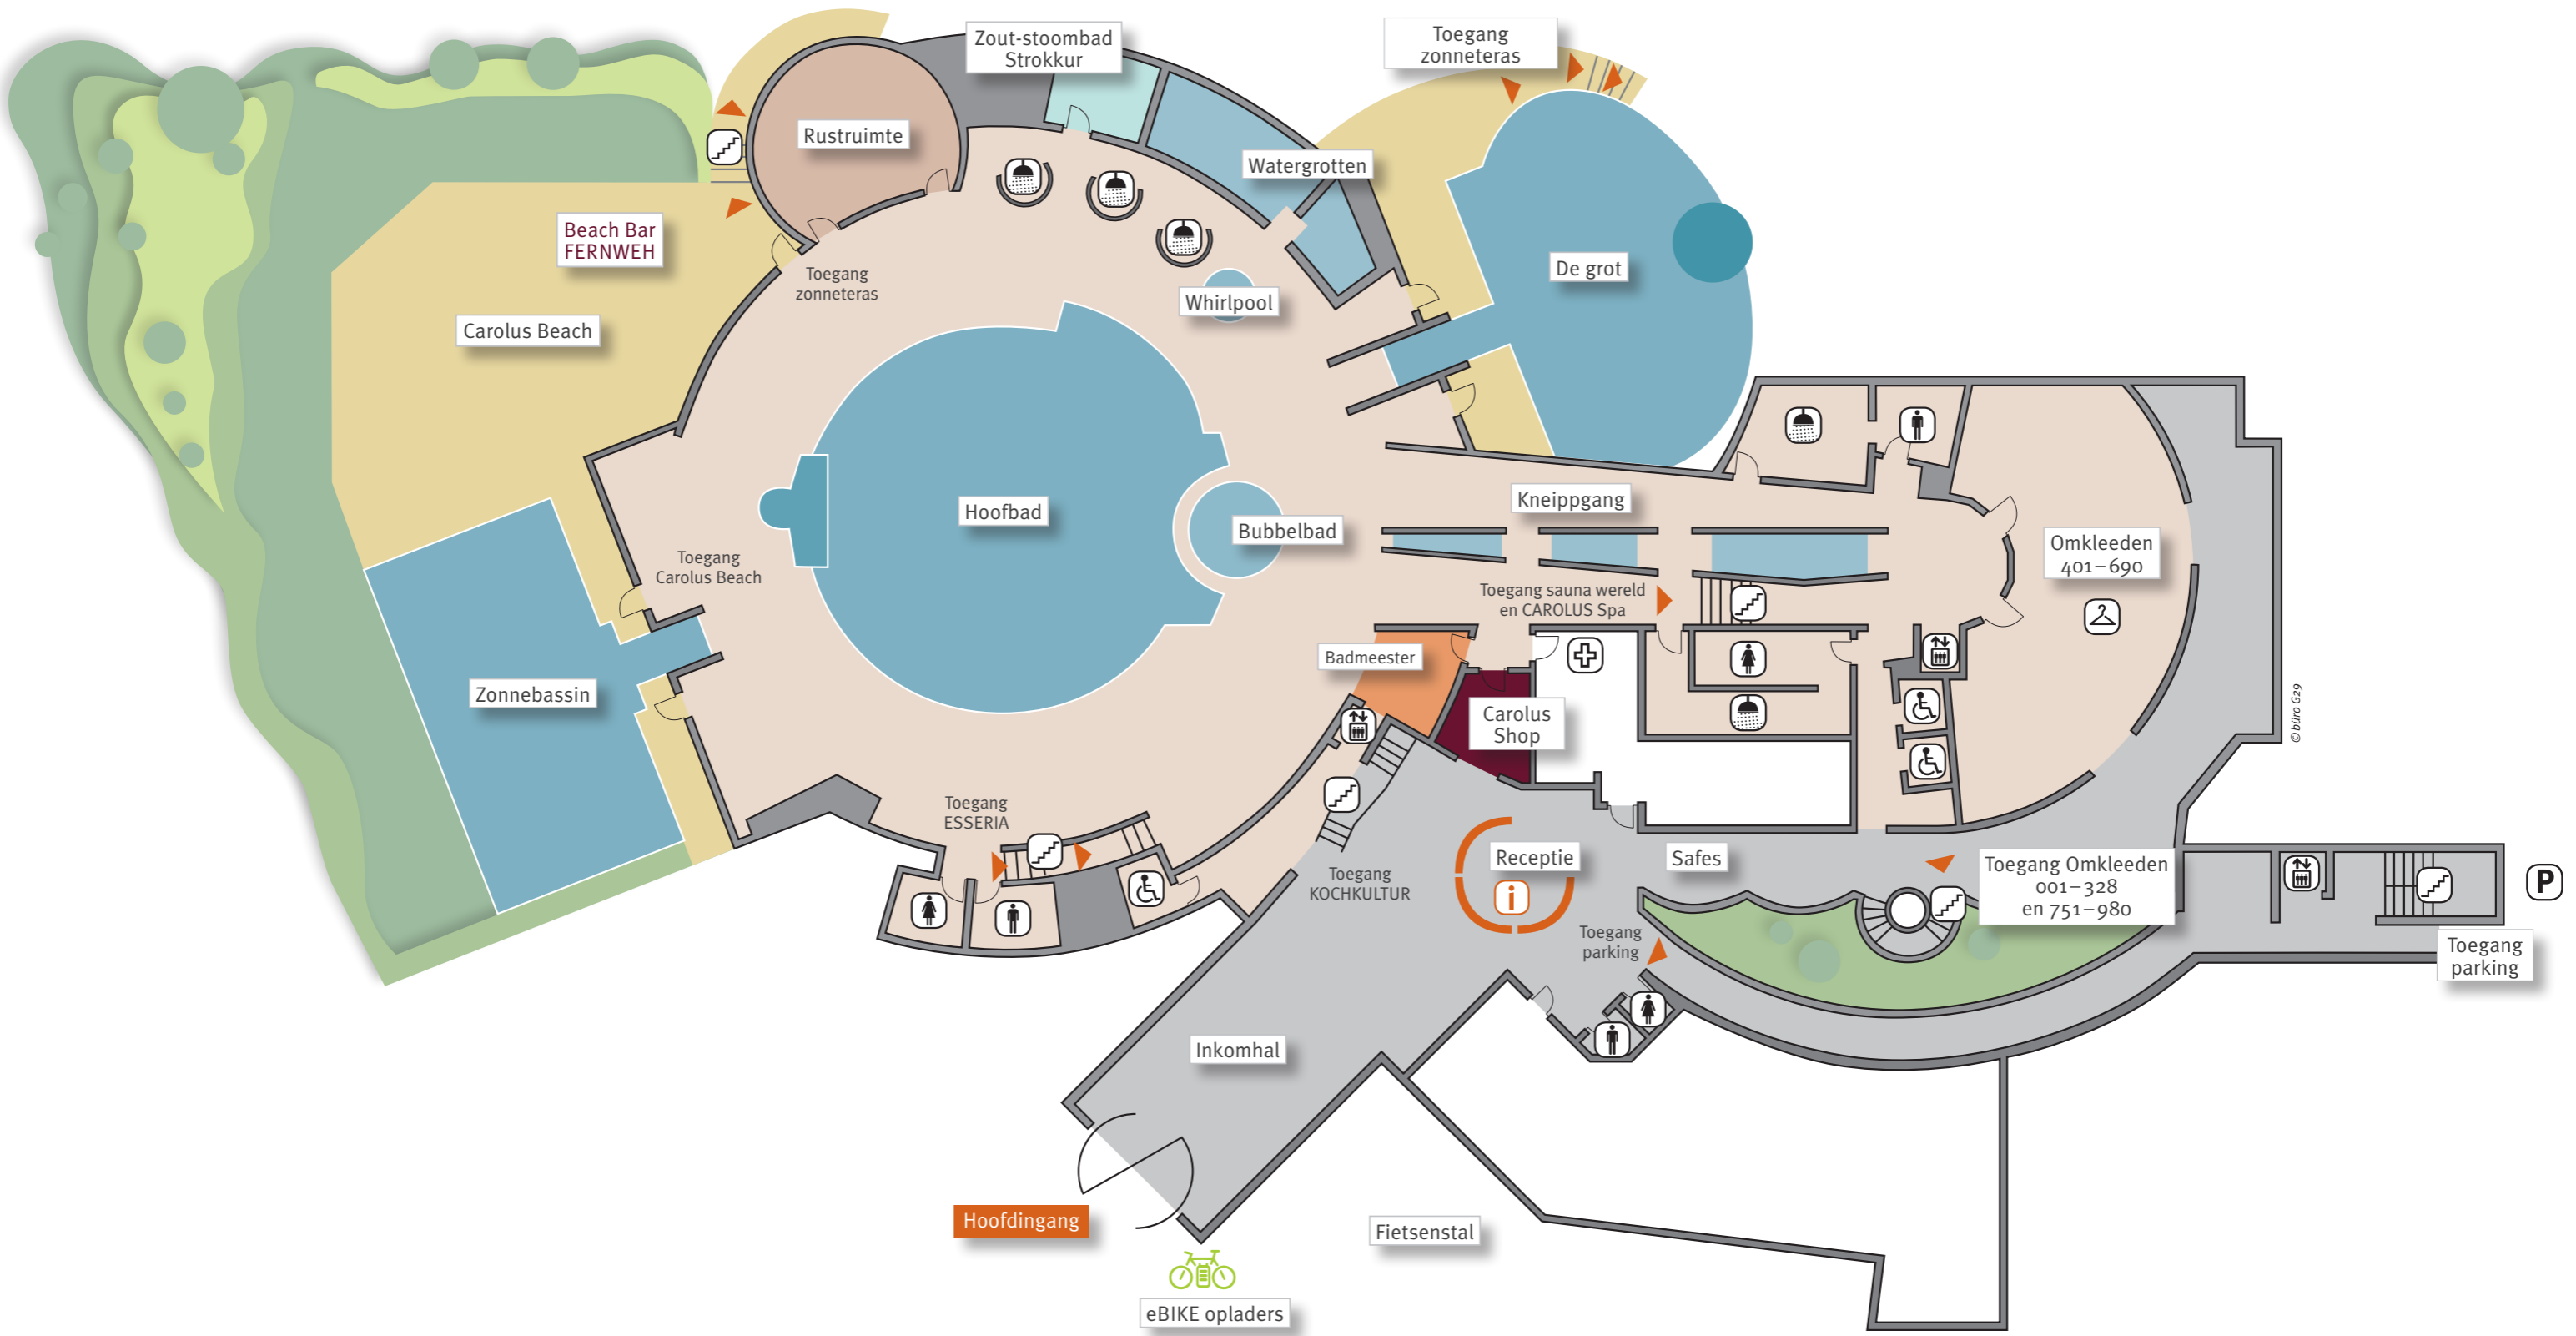 Zout-stoombad
Strokkur
Toegang
zonneteras
Rustruimte
Watergrotten
Beach Bar
FERNWEH
Toegang
zonneteras
Whirlpool
De grot
Carolus Beach
Hoofbad
Bubbelbad
Kneippgang
Omkleeden
401–690
Toegang
Carolus Beach
Toegang sauna wereld
en CAROLUS Spa
Badmeester
Zonnebassin
Carolus
Shop
© büro G29
Toegang
ESSERIA
Toegang
KOCHKULTUR
Receptie
i
Safes
Toegang Omkleeden
001–328
en 751–980
P
Toegang
parking
Toegang
parking
Inkomhal
Hoofdingang
Fietsenstal
eBIKE opladers